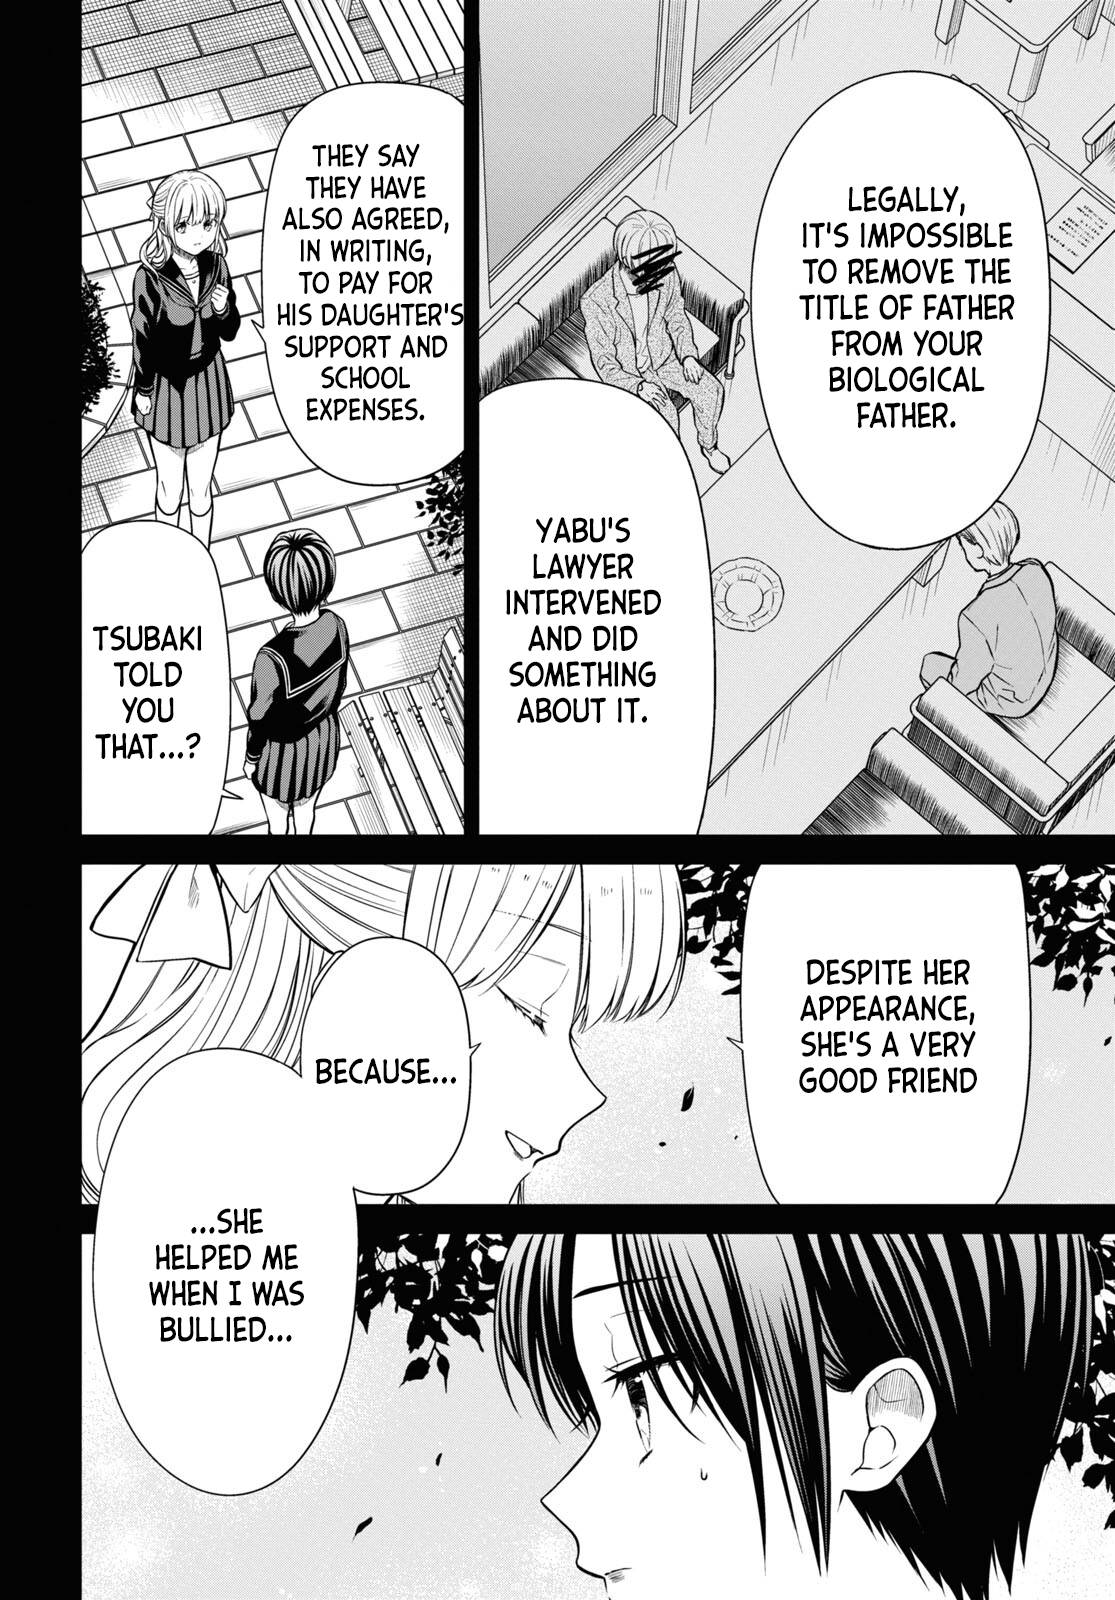 LEGALLY,
IT'S IMPOSSIBLE
TO REMOVE THE
TITLE OF FATHER
FROM YOUR
BIOLOGICAL
FATHER.
YABU'S
LAWYER
INTERVENED
AND DID
SOMETHING
ABOUT IT.
THEY SAY
THEY HAVE
ALSO AGREED,
IN WRITING,
TO PAY FOR
HIS DAUGHTER'S
SUPPORT AND
SCHOOL
EXPENSES.
TSUBAKI
TOLD
YOU
THAT...?
DESPITE HER
APPEARANCE,
SHE'S A VERY
GOOD FRIEND
BECAUSE...
...SHE
HELPED ME
WHEN I WAS
BULLIED...